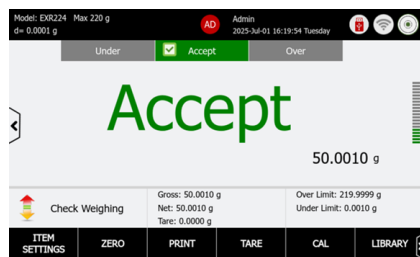 Model: EXR224 Max 220 g
d= 0.0001 g
AD
Admin
2025-Jul-01 16:19:54 Tuesday
Under
Accept
Over
Accept
50.0010 g
Check Weighing
Gross: 50.0010 g
Net: 50.0010 g
Tare: 0.0000 g
Over Limit: 219.9999 g
Under Limit: 0.0010 g
ITEM
SETTINGS
ZERO
PRINT
TARE
CAL
LIBRARY